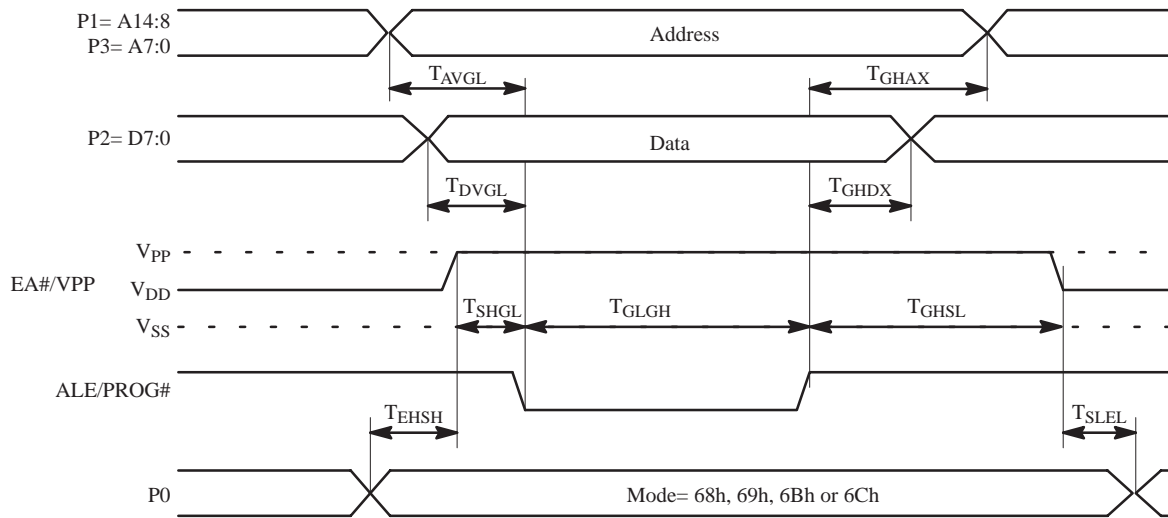 P1= A14:8
P3= A7:0
Address
TAVGL
TGHAX
P2= D7:0
Data
TDVGL
TGHDX
VPP
EA#/VPP
VDD
TSHGL
TGLGH
TGHSL
VSS
ALE/PROG#
TEHSH
TSLEL
P0
Mode= 68h, 69h, 6Bh or 6Ch